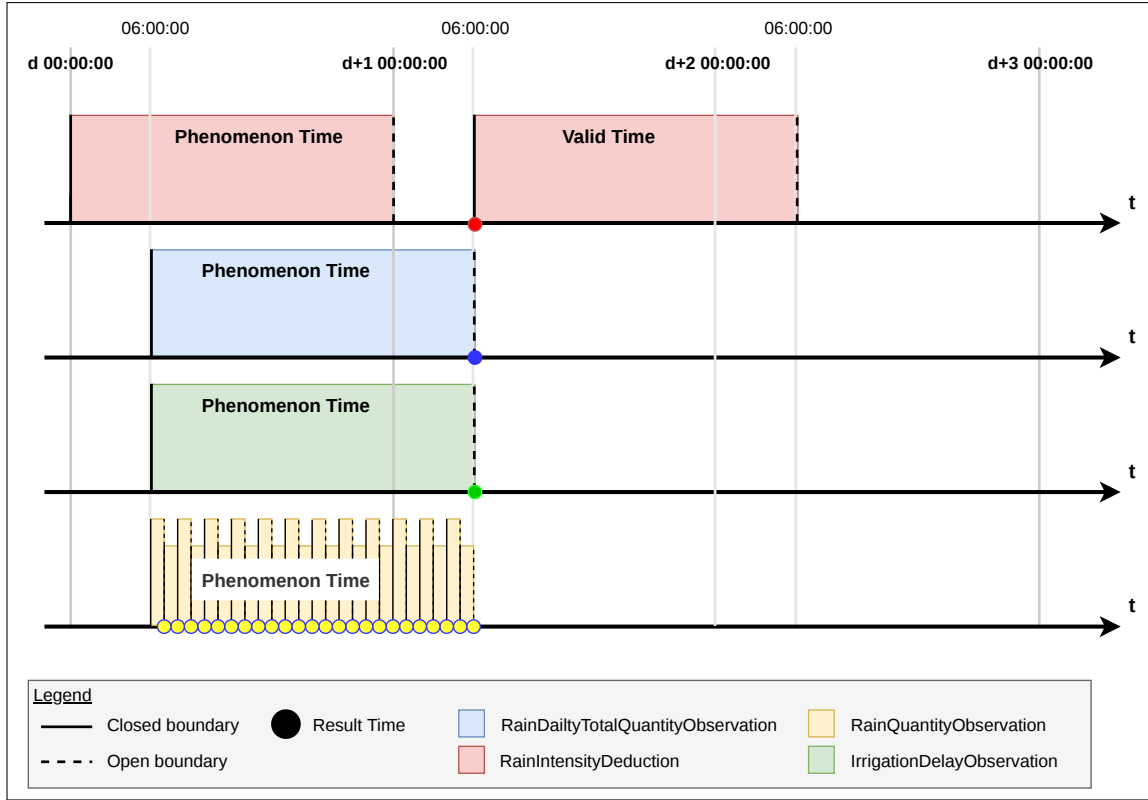 06:00:00 06:00:00 06:00:00
d 00:00:00 d+1 00:00:00 d+2 00:00:00 d+3 00:00:00
Phenomenon Time Valid Time
t
Phenomenon Time
t
Phenomenon Time
t
Phenomenon Time
t
Legend
Closed boundary Result Time RainDailtyTotalQuantityObservation RainQuantityObservation
Open boundary RainIntensityDeduction IrrigationDelayObservation